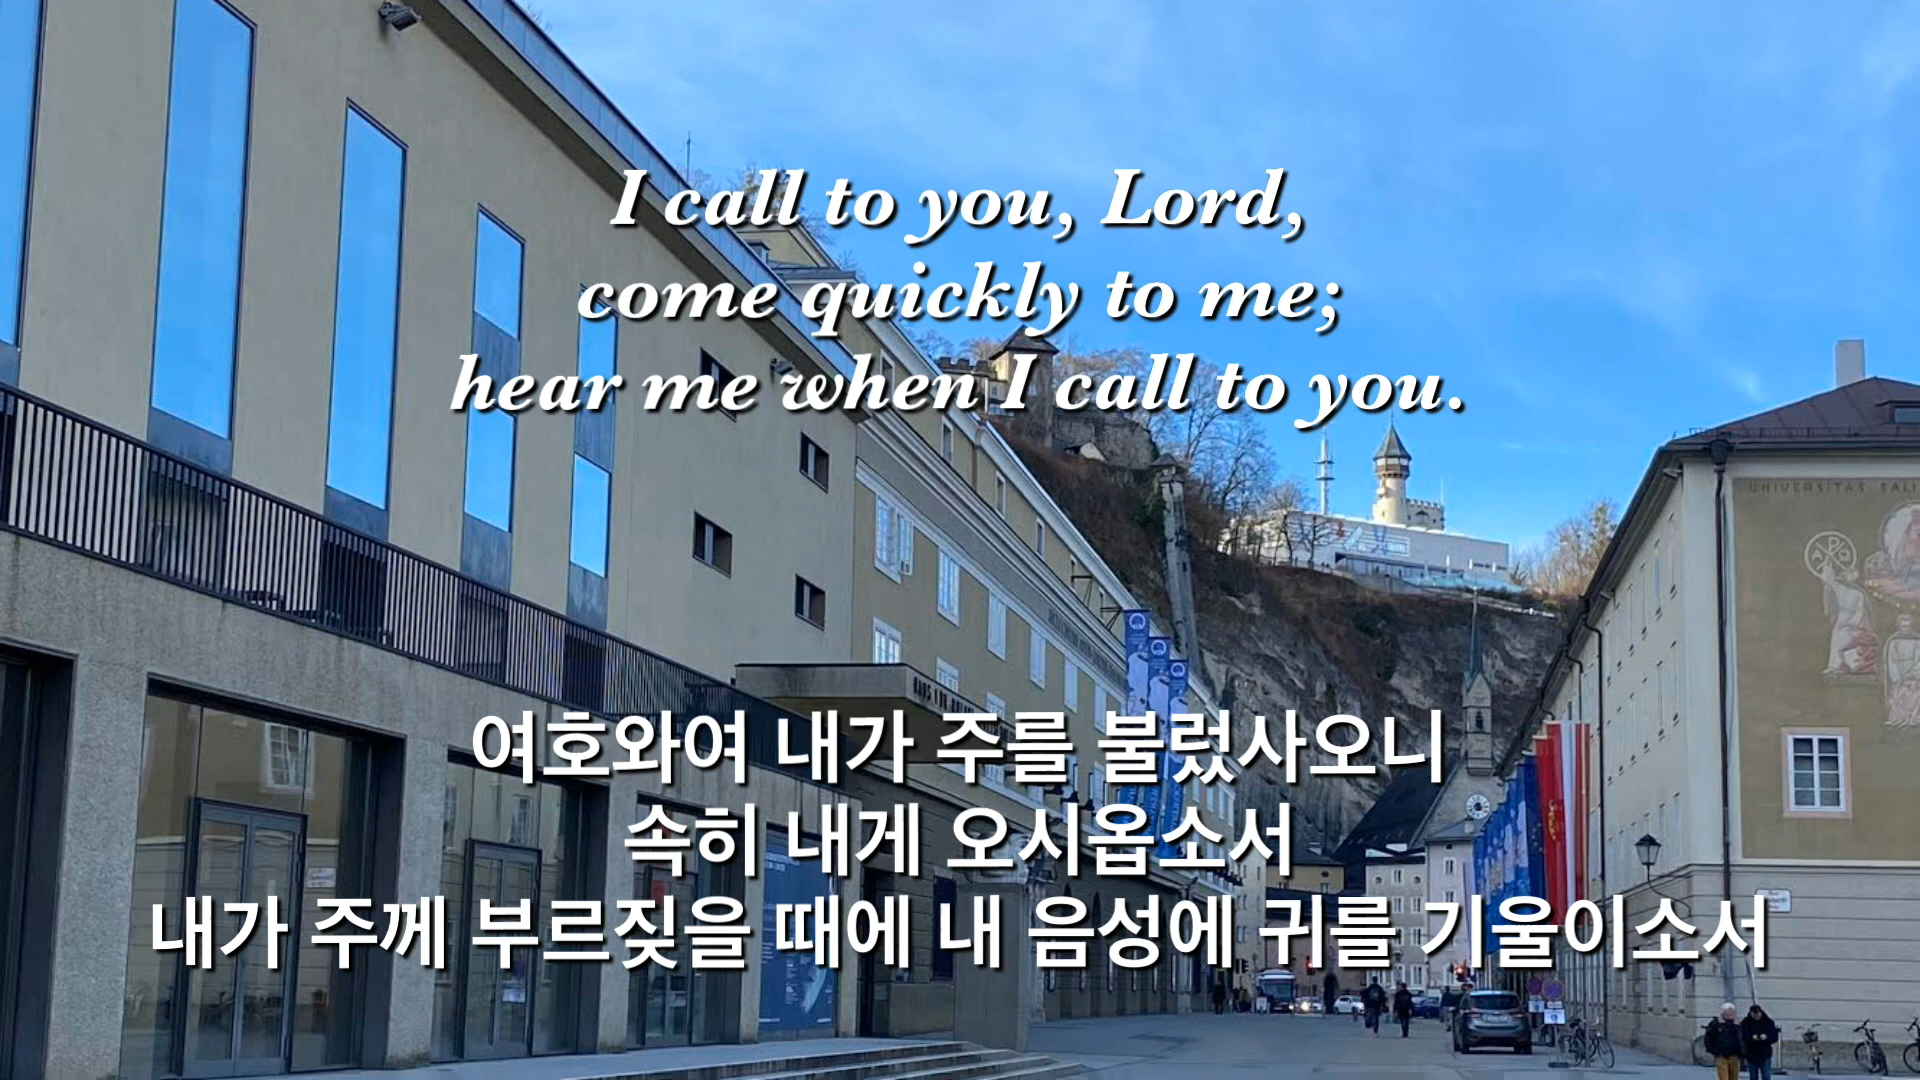 I call to you, Lord,
come quickly to me;
hear me when I call to you.
UNIVERSITAS
여호와여 내가 주를 불렀사오니
속히 내게 오시옵소서
내가 주께 부르짖을 때에 내 음성에 귀를 기울이소서